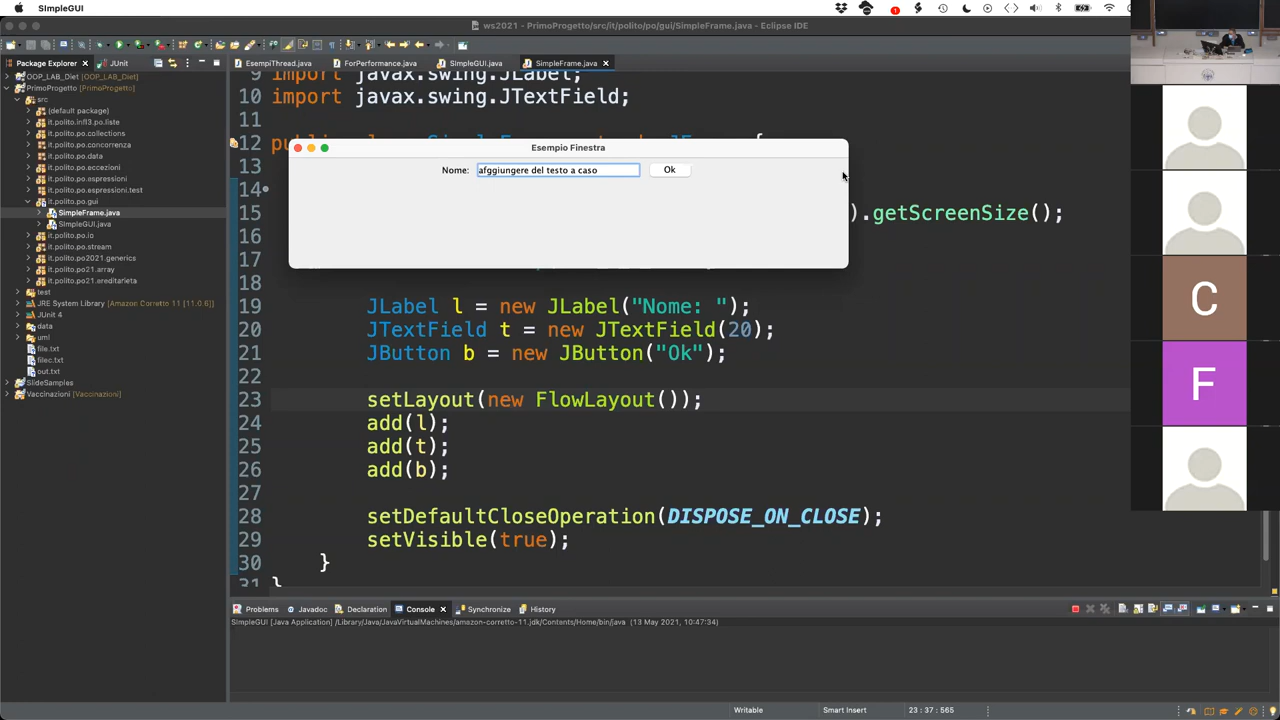 SImpleGUI
ws2021 - PrimoProgetto/src/it/polito/po/gui/SimpleFrame.java - Eclipse IDE
Package Explorer
JUnit
EsempiThread.java
ForPerformance.java
SimpleGUI.java
SimpleFrame.java
OOP_LAB_Diet [OOP_LAB_Diet]
PrimoProgetto [PrimoProgetto]
src
(default package)
it.polito.inf13.po.liste
it.polito.po.collections
it.polito.po.concorrenza
it.polito.po.data
it.polito.po.eccezioni
it.polito.po.espressioni
it.polito.po.espressioni.test
it.polito.po.gui
SimpleFrame.java
SimpleGUI.java
it.polito.po.io
it.polito.po.stream
it.polito.po2021.generics
it.polito.po21.array
it.polito.po21.ereditarieta
test
JRE System Library [Amazon Corretto 11 [11.0.6]]
JUnit 4
data
uml
file.txt
filec.txt
out.txt
SlideSamples
Vaccinazioni [Vaccinazioni]
9 import javax.swing.JLabel;
10 import javax.swing.JTextField;
11
12
13
14
15 ).getScreenSize();
16
17
18
19 JLabel l = new JLabel("Nome: ");
20 JTextField t = new JTextField(20);
21 JButton b = new JButton("Ok");
22
23 setLayout(new FlowLayout());
24 add(l);
25 add(t);
26 add(b);
27
28 setDefaultCloseOperation(DISPOSE_ON_CLOSE);
29 setVisible(true);
30 }
31 }
Esempio Finestra
Nome: afggiungere del testo a caso Ok
C
F
Problems
Javadoc
Declaration
Console
Synchronize
History
SimpleGUI [Java Application] /Library/Java/JavaVirtualMachines/amazon-corretto-11.jdk/Contents/Home/bin/java (13 May 2021, 10:47:34)
Writable
Smart Insert
23 : 37 : 565